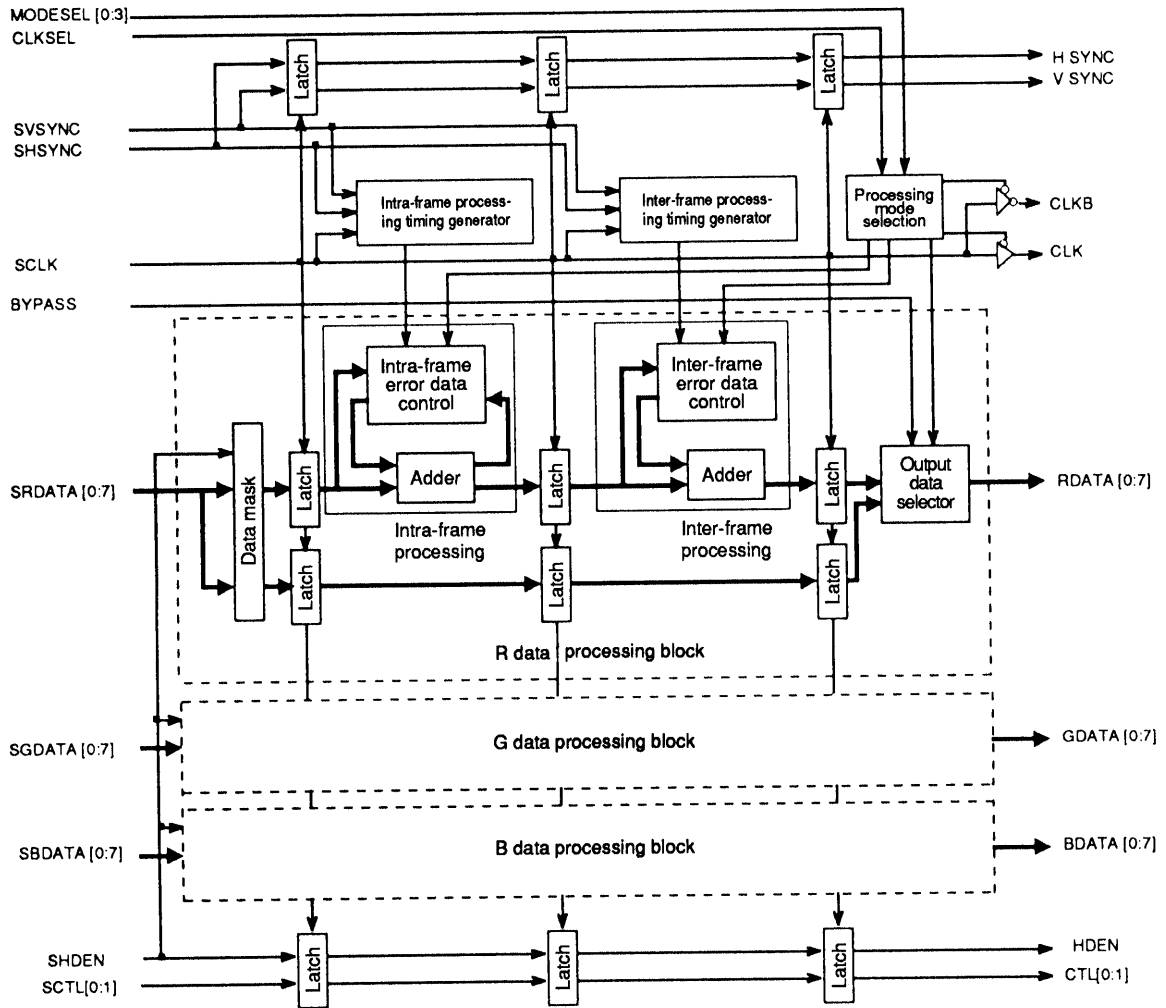 MODESEL [0:3]
CLKSEL
Latch
Latch
Latch
H SYNC
V SYNC
SVSYNC
SHSYNC
Intra-frame process-
ing timing generator
Inter-frame process-
ing timing generator
Processing
mode
selection
CLKB
SCLK
CLK
BYPASS
Intra-frame
error data
control
Inter-frame
error data
control
SRDATA [0:7]
Data mask
Latch
Adder
Latch
Adder
Latch
Output
data
selector
RDATA [0:7]
Intra-frame
processing
Inter-frame
processing
Latch
Latch
Latch
R data processing block
SGDATA [0:7]
G data processing block
GDATA [0:7]
SBDATA [0:7]
B data processing block
BDATA [0:7]
SHDEN
SCTL[0:1]
Latch
Latch
Latch
HDEN
CTL[0:1]